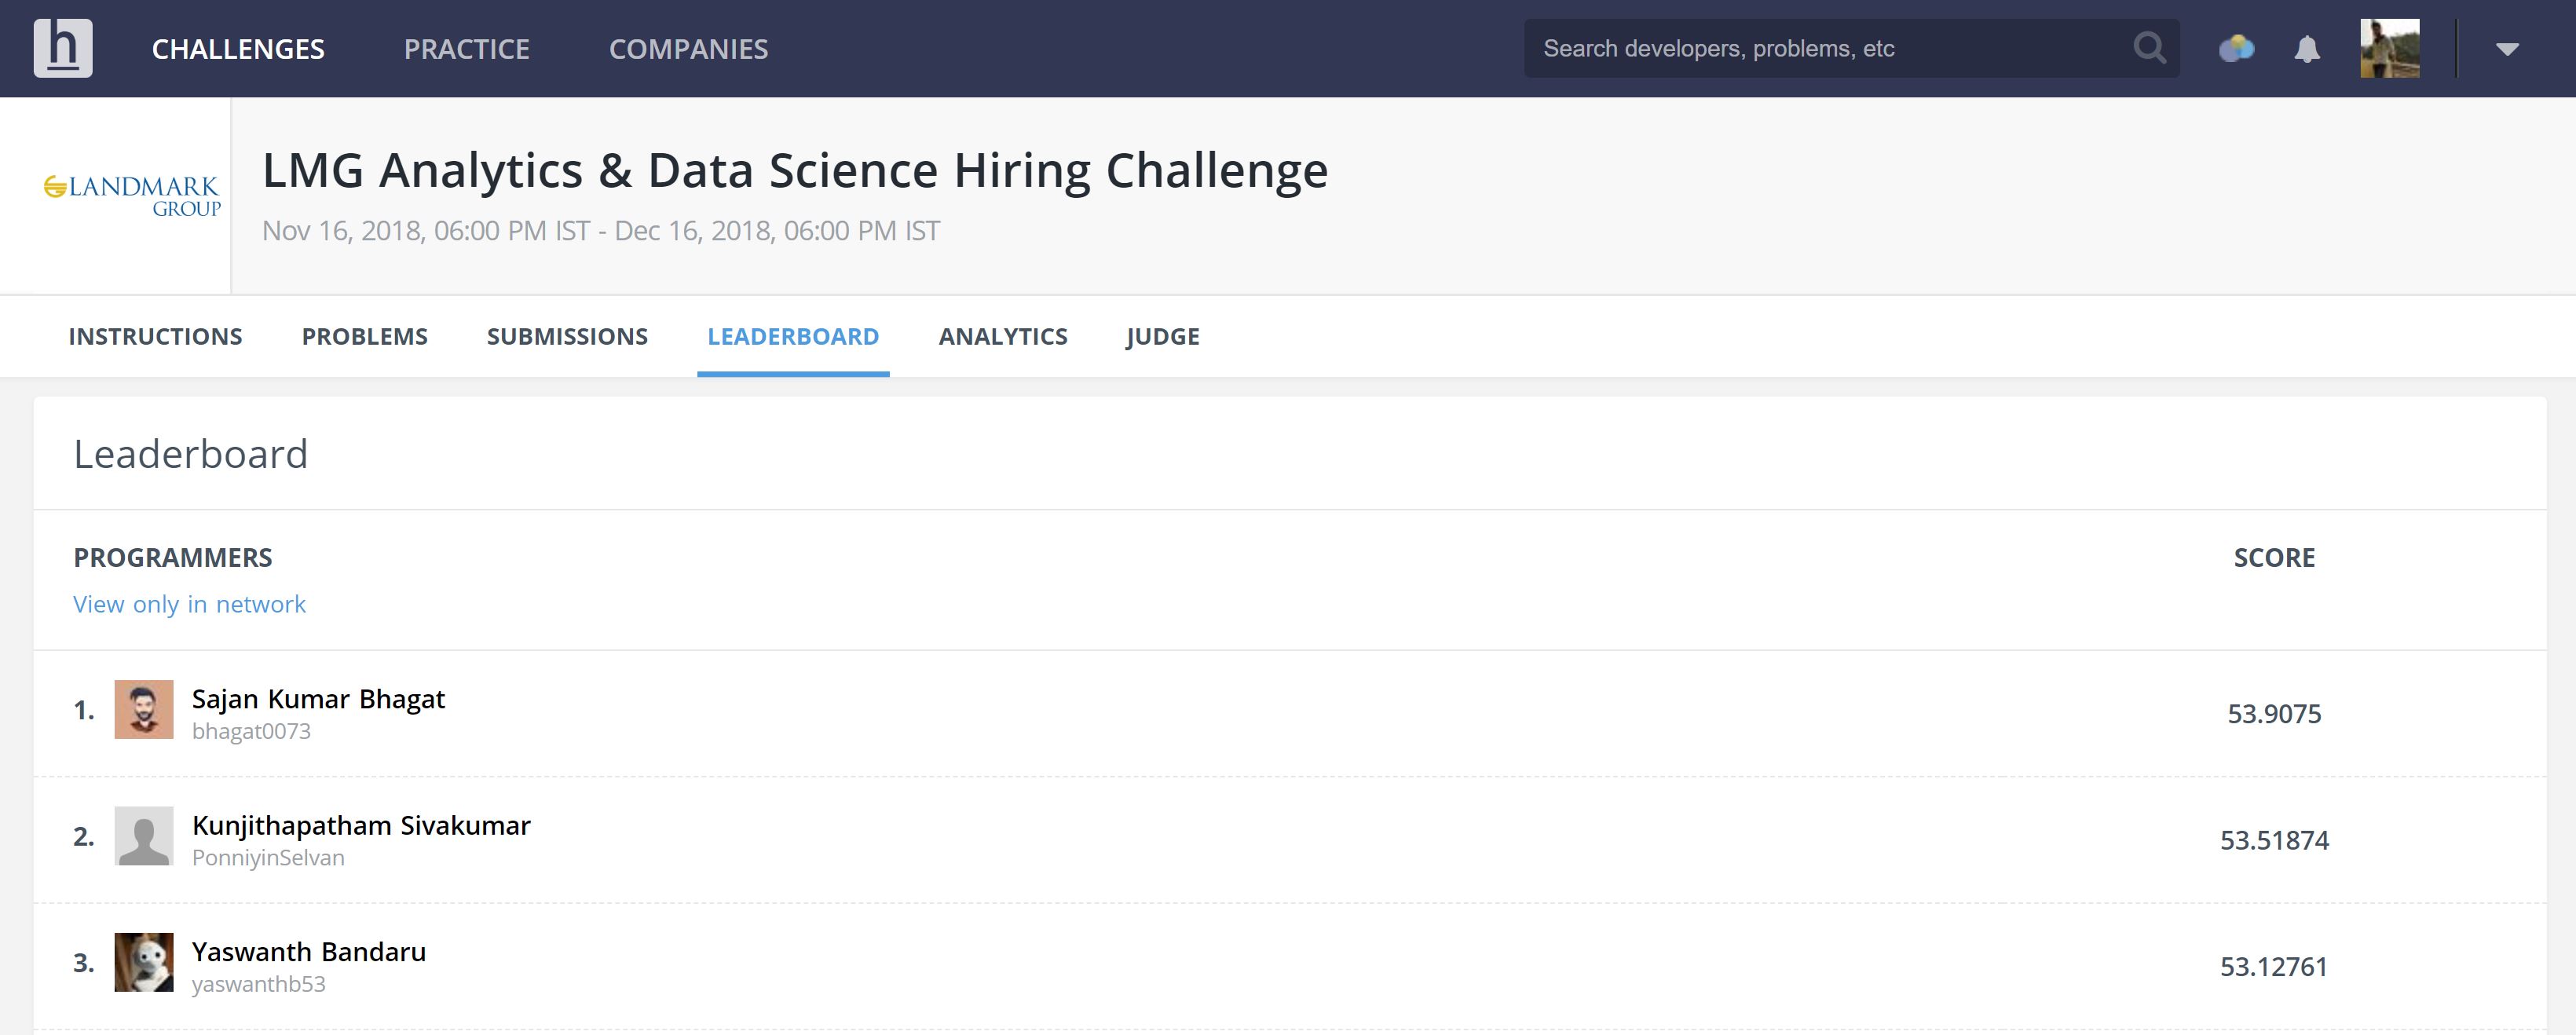 h
CHALLENGES PRACTICE COMPANIES Search developers, problems, etc
LANDMARK
GROUP
LMG Analytics & Data Science Hiring Challenge
Nov 16, 2018, 06:00 PM IST - Dec 16, 2018, 06:00 PM IST
INSTRUCTIONS PROBLEMS SUBMISSIONS LEADERBOARD ANALYTICS JUDGE
Leaderboard
PROGRAMMERS SCORE
View only in network
1. Sajan Kumar Bhagat
bhagat0073
53.9075
2. Kunjithapatham Sivakumar
PonniyinSelvan
53.51874
3. Yaswanth Bandaru
yaswanthb53
53.12761